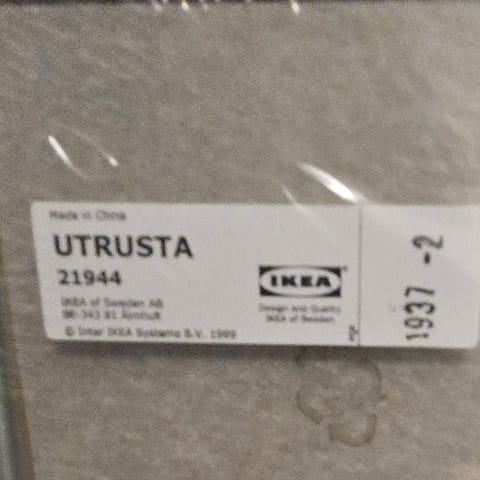 Made in China
UTRUSTA
21944
IKEA of Sweden AB
SE-343 81 Älmhult
© Inter IKEA Systems B.V. 1999
IKEA
Design and Quality
IKEA of Sweden
1937 -2